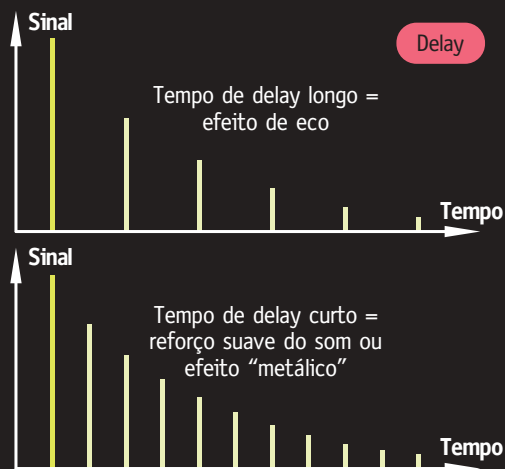 Sinal
Delay
Tempo de delay longo =
efeito de eco
Tempo
Sinal
Tempo de delay curto =
reforço suave do som ou
efeito “metálico”
Tempo